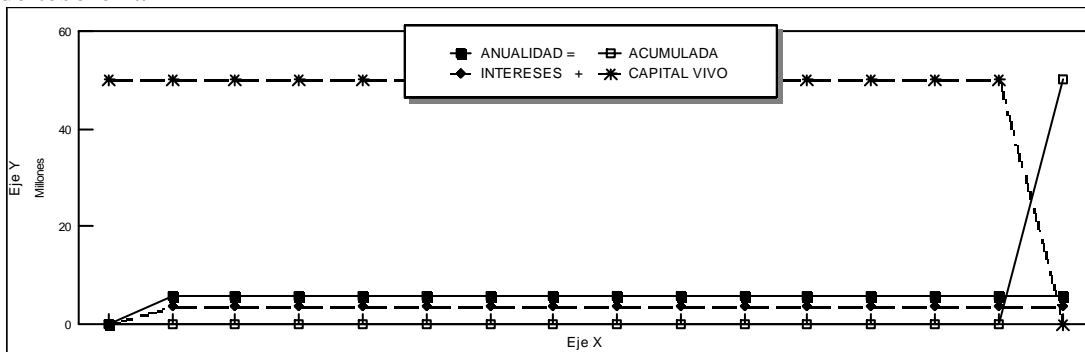 60
40
20
0
Eje Y
Millones
ANUALIDAD = ACUMULADA
INTERESES + CAPITAL VIVO
Eje X